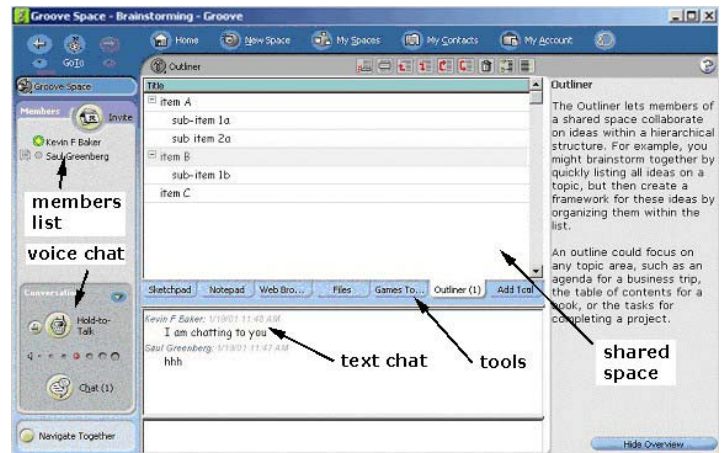 Groove Space - Brainstorming - Groove
Home New Space My Spaces My Contacts My Account
GoTo
Outliner
Groove Space
Members
Invite
Kevin F Baker
Saul Greenberg
members
list
voice chat
Conversation
Hold-to-
Talk
Chat (1)
Navigate Together
Title
item A
sub-item 1a
sub item 2a
item B
sub-item 1b
item C
Sketchpad Notepad Web Bro... Files Games To... Outliner (1) Add Tool
Kevin F Baker: 1/19/01 11:46 AM
I am chatting to you
Saul Greenberg: 1/19/01 11:47 AM
hhh
text chat
tools
shared
space
Outliner
The Outliner lets members of
a shared space collaborate
on ideas within a hierarchical
structure. For example, you
might brainstorm together by
quickly listing all ideas on a
topic, but then create a
framework for these ideas by
organizing them within the
list.
An outline could focus on
any topic area, such as an
agenda for a business trip,
the table of contents for a
book, or the tasks for
completing a project.
Hide Overview